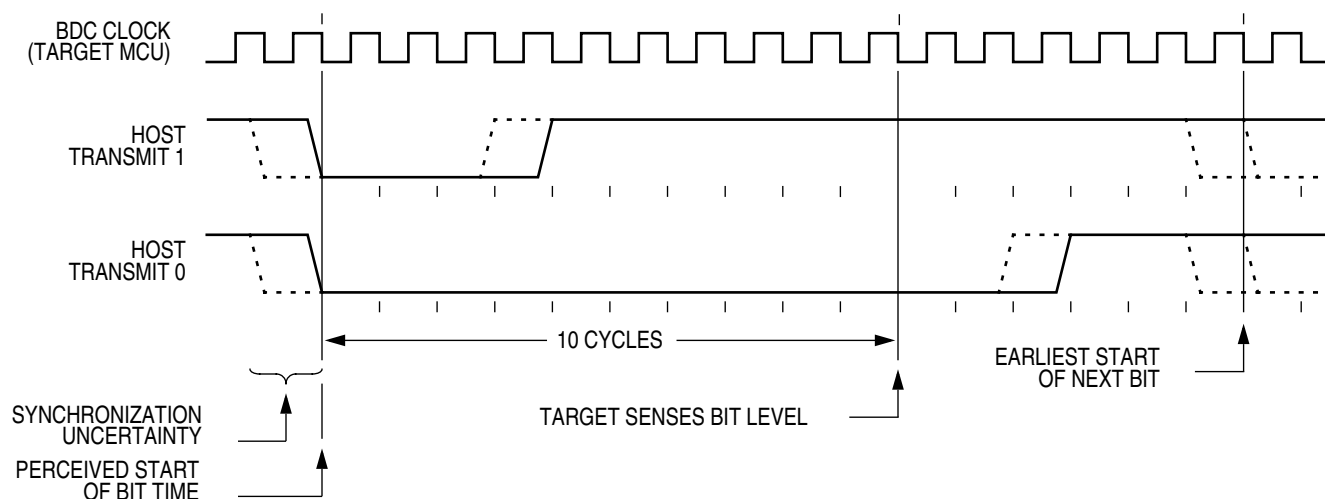 BDC CLOCK
(TARGET MCU)
HOST
TRANSMIT 1
HOST
TRANSMIT 0
10 CYCLES
EARLIEST START
OF NEXT BIT
TARGET SENSES BIT LEVEL
SYNCHRONIZATION
UNCERTAINTY
PERCEIVED START
OF BIT TIME